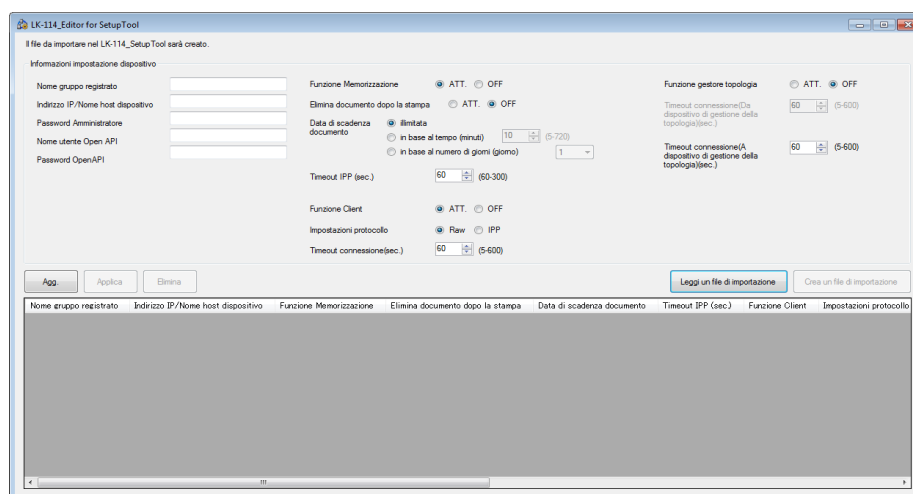 LK-114_Editor for SetupTool
Il file da importare nel LK-114_SetupTool sarà creato.
Informazioni impostazione dispositivo
Nome gruppo registrato
Indirizzo IP/Nome host dispositivo
Password Amministratore
Nome utente Open API
Password OpenAPI
Funzione Memorizzazione ATT. OFF
Elimina documento dopo la stampa ATT. OFF
Data di scadenza documento illimitata
in base al tempo (minuti) 10 (5-720)
in base al numero di giorni (giorno) 1
Timeout IPP (sec.) 60 (60-300)
Funzione Client ATT. OFF
Impostazioni protocollo Raw IPP
Timeout connessione(sec.) 60 (5-600)
Funzione gestore topologia ATT. OFF
Timeout connessione(Da 60 (5-600)
dispositivo di gestione della
topologia)(sec.)
Timeout connessione(A 60 (5-600)
dispositivo di gestione della
topologia)(sec.)
Agg. Applica Elimina Leggi un file di importazione Crea un file di importazione
Nome gruppo registrato Indirizzo IP/Nome host dispositivo Funzione Memorizzazione Elimina documento dopo la stampa Data di scadenza documento Timeout IPP (sec.) Funzione Client Impostazioni protocollo